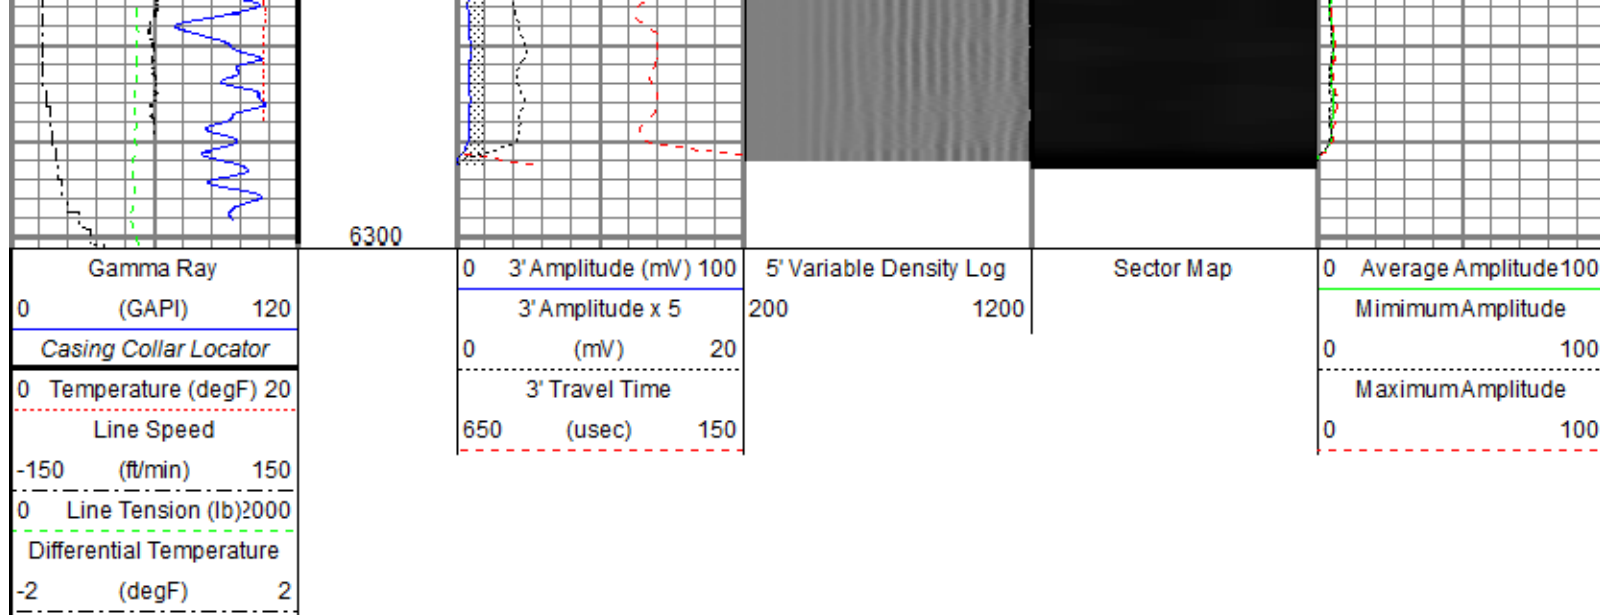 6300
Gamma Ray
0 (GAPI) 120
Casing Collar Locator
0 Temperature (degF) 20
Line Speed
-150 (ft/min) 150
0 Line Tension (lb) 2000
Differential Temperature
-2 (degF) 2
0 3' Amplitude (mV) 100
3' Amplitude x 5
0 (mV) 20
3' Travel Time
650 (usec) 150
5' Variable Density Log
200 1200
Sector Map
0 Average Amplitude 100
Mimimum Amplitude
0 100
Maximum Amplitude
0 100